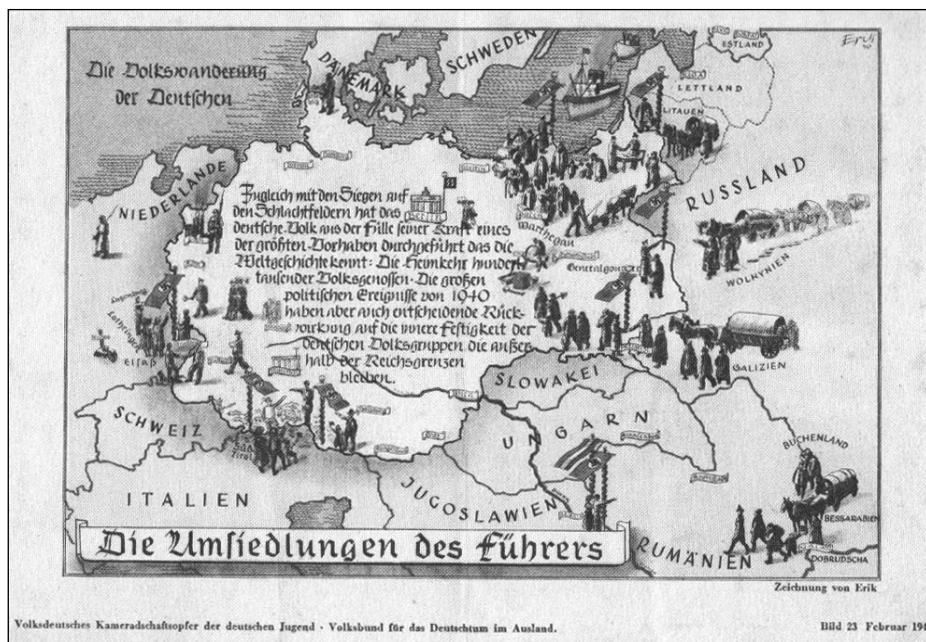 Die Volkswanderung
der Deutschen
DÄNEMARK
SCHWEDEN
ESTLAND
LETTLAND
LITAUEN
NIEDERLANDE
RUSSLAND
Zugleich mit den Siegen auf
den Schlachtfeldern hat das
deutsche Volk aus der Fülle seiner Kraft eines
der größten Vorhaben durchgeführt das die
Weltgeschichte kennt: Die Heimkehr hundert
tausender Volksgenossen. Die großen
politischen Ereignisse von 1940
haben aber auch entscheidende Rück-
wirkung auf die innere Festigkeit der
deutschen Volksgruppen, die außer
halb der Reichsgrenzen
bleiben.
BERLIN
Warthegau
Generalgouv
WOLHYNIEN
Lothringen
Elsaß
SLOWAKEI
GALIZIEN
SCHWEIZ
Süd
Tirol
UNGARN
BUCHENLAND
ITALIEN
JUGOSLAWIEN
BESSARABIEN
RUMÄNIEN
DOBRUDSCHA
Die Umsiedlungen des Führers
Zeichnung von Erik
Volksdeutsches Kameradschaftsopfer der deutschen Jugend · Volksbund für das Deutschtum im Ausland.
Bild 23 Februar